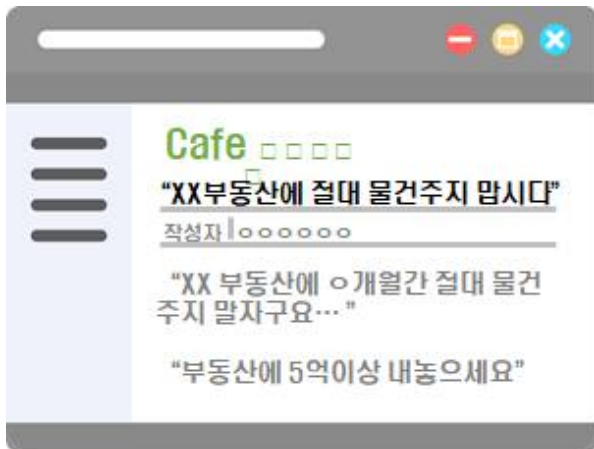 Cafe □ □ □ □
□
“XX부동산에 절대 물건주지 맙시다”
작성자 ㅇㅇㅇㅇㅇㅇ
“XX 부동산에 ㅇ개월간 절대 물건
주지 말자구요… ”
“부동산에 5억이상 내놓으세요”